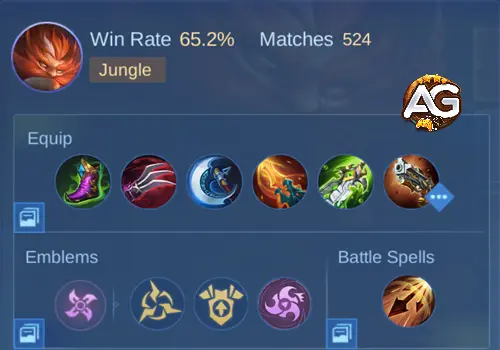 Win Rate 65.2% Matches 524
Jungle
AG
Equip
Emblems
Battle Spells